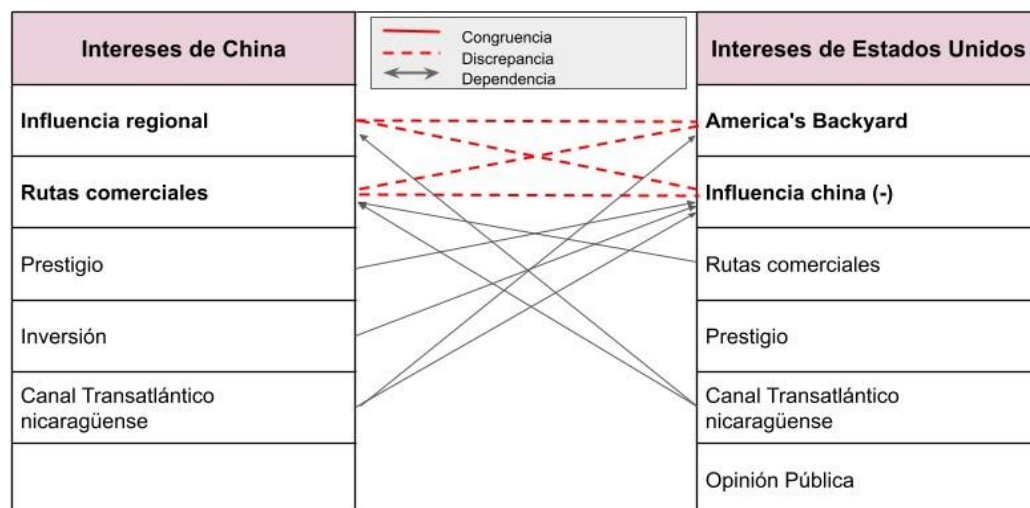 Intereses de China
Congruencia
Discrepancia
Dependencia
Intereses de Estados Unidos
Influencia regional
America's Backyard
Rutas comerciales
Influencia china (-)
Prestigio
Rutas comerciales
Inversión
Prestigio
Canal Transatlántico
nicaragüense
Canal Transatlántico
nicaragüense
Opinión Pública